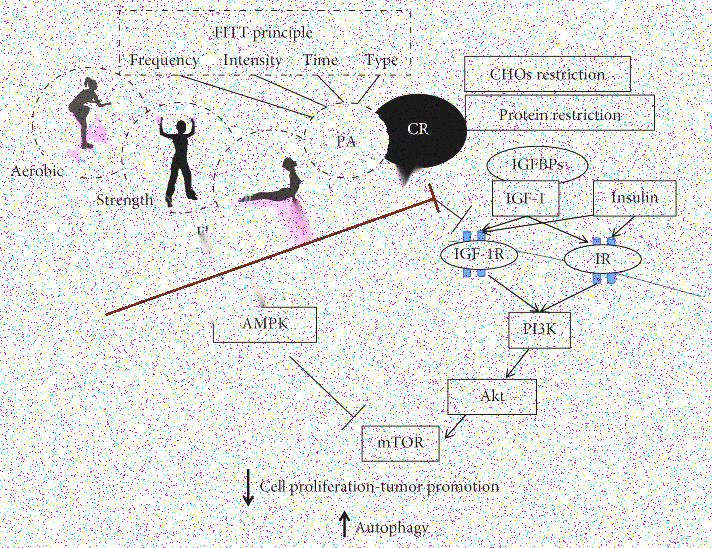 FITT principle
Frequency Intensity Time Type
CHOs restriction
Protein restriction
CR
PA
Aerobic
Strength
IGFBPs
IGF-1
Insulin
IGF-1R
IR
AMPK
PI3K
Akt
mTOR
Cell proliferation-tumor promotion
Autophagy